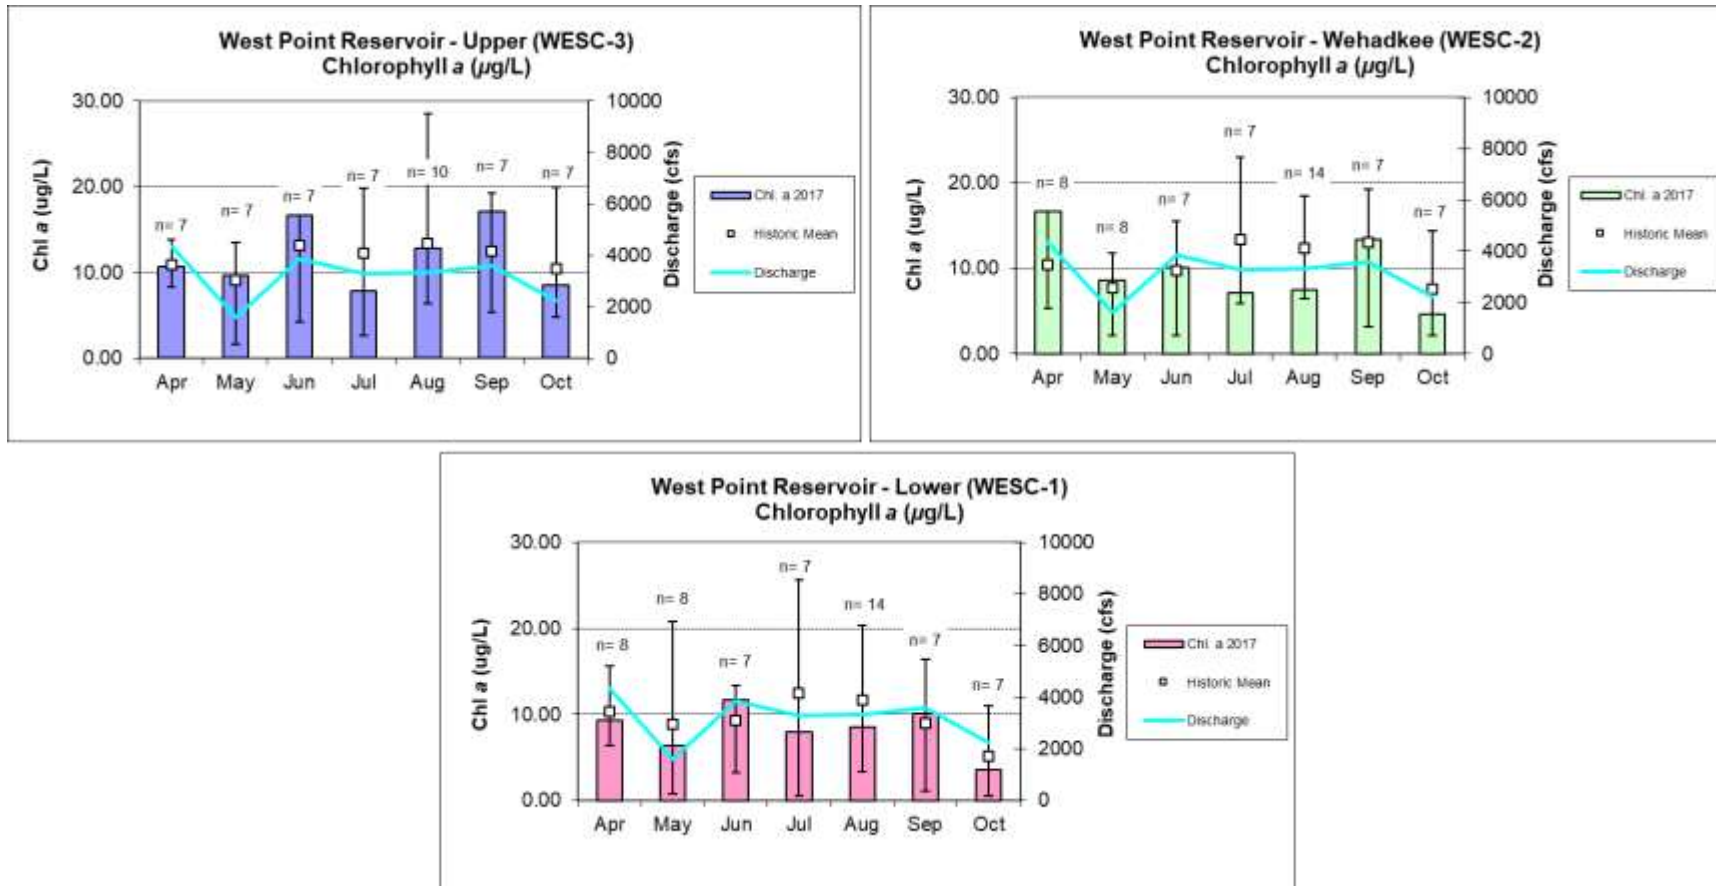 West Point Reservoir - Upper (WESC-3)
Chlorophyll a (µg/L)
30.00
20.00
10.00
0.00
Chl a (ug/L)
n= 7
n= 7
n= 7
n= 7
n= 10
n= 7
n= 7
10000
8000
6000
4000
2000
0
Discharge (cfs)
Apr May Jun Jul Aug Sep Oct
Chl. a 2017
Historic Mean
Discharge
West Point Reservoir - Wehadkee (WESC-2)
Chlorophyll a (µg/L)
30.00
20.00
10.00
0.00
Chl a (ug/L)
n= 8
n= 8
n= 7
n= 7
n= 14
n= 7
n= 7
10000
8000
6000
4000
2000
0
Discharge (cfs)
Apr May Jun Jul Aug Sep Oct
Chl. a 2017
Historic Mean
Discharge
West Point Reservoir - Lower (WESC-1)
Chlorophyll a (µg/L)
30.00
20.00
10.00
0.00
Chl a (ug/L)
n= 8
n= 8
n= 7
n= 7
n= 14
n= 7
n= 7
10000
8000
6000
4000
2000
0
Discharge (cfs)
Apr May Jun Jul Aug Sep Oct
Chl. a 2017
Historic Mean
Discharge